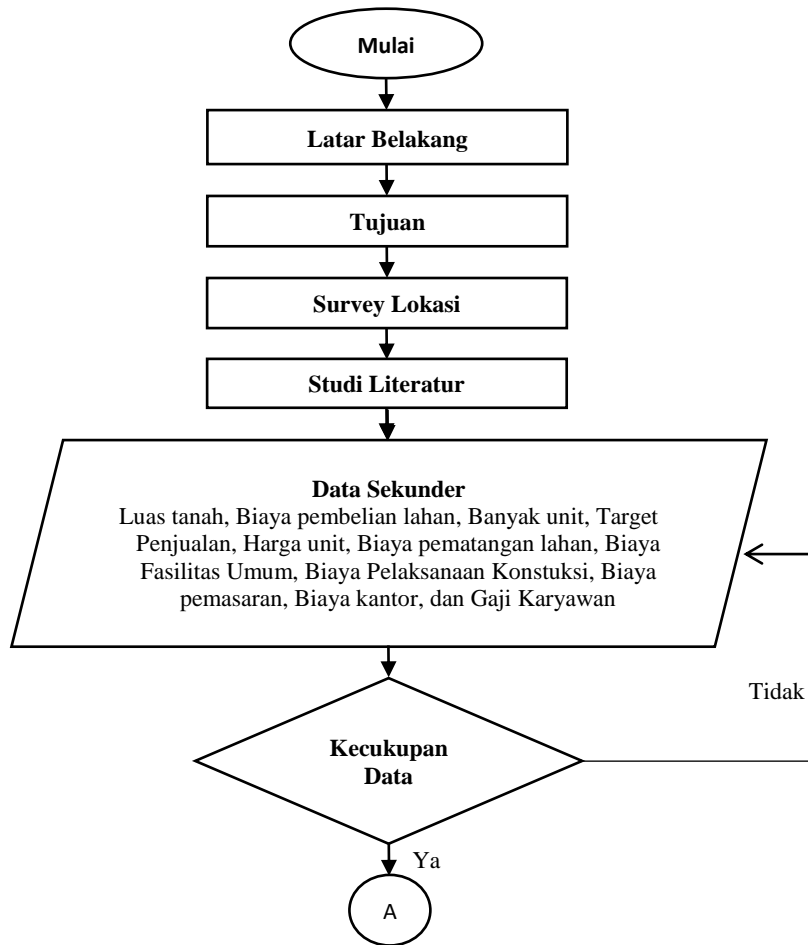 Mulai
Latar Belakang
Tujuan
Survey Lokasi
Studi Literatur
Data Sekunder
Luas tanah, Biaya pembelian lahan, Banyak unit, Target
Penjualan, Harga unit, Biaya pematangan lahan, Biaya
Fasilitas Umum, Biaya Pelaksanaan Konstuksi, Biaya
pemasaran, Biaya kantor, dan Gaji Karyawan
Tidak
Kecukupan
Data
Ya
A